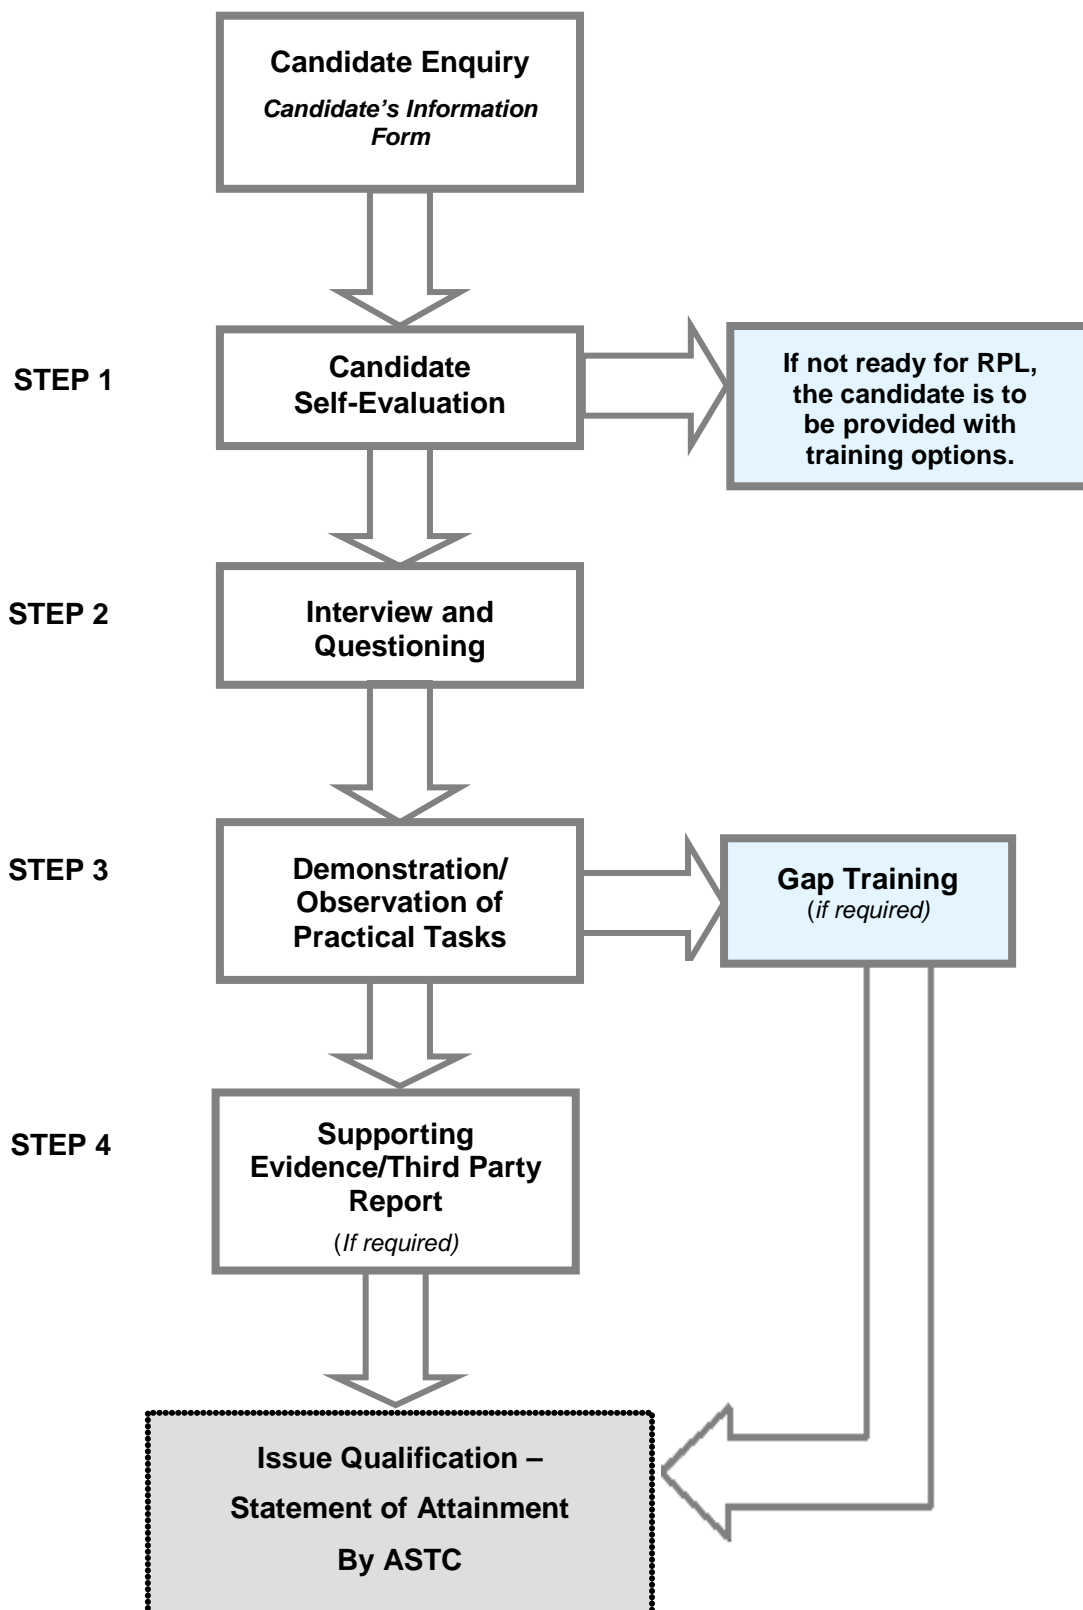 Candidate Enquiry
Candidate’s Information
Form
STEP 1
Candidate
Self-Evaluation
If not ready for RPL,
the candidate is to
be provided with
training options.
STEP 2
Interview and
Questioning
STEP 3
Demonstration/
Observation of
Practical Tasks
Gap Training
(if required)
STEP 4
Supporting
Evidence/Third Party
Report
(If required)
Issue Qualification –
Statement of Attainment
By ASTC